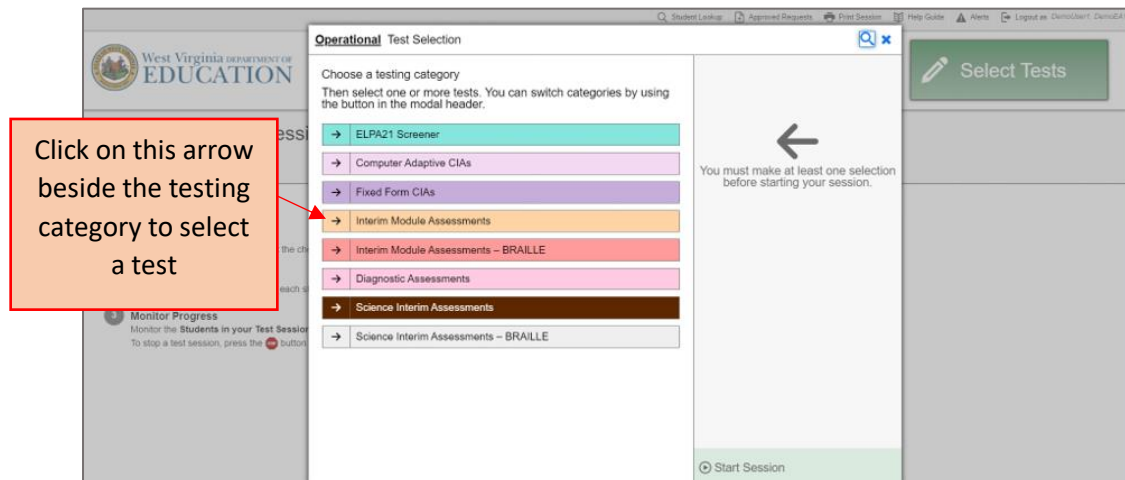 Student Lookup Approved Requests Print Session Help Guide Alerts Logout as DemoUser1
West Virginia DEPARTMENT OF
EDUCATION
Operational Test Selection
Select Tests
Choose a testing category
Then select one or more tests. You can switch categories by using
the button in the modal header.
ELPA21 Screener
Computer Adaptive CIAs
Fixed Form CIAs
Interim Module Assessments
Interim Module Assessments – BRAILLE
Diagnostic Assessments
Science Interim Assessments
Science Interim Assessments – BRAILLE
You must make at least one selection
before starting your session.
Start Session
Click on this arrow
beside the testing
category to select
a test
the
each
3 Monitor Progress
Monitor the Students in your Test
To stop a test session, press the button